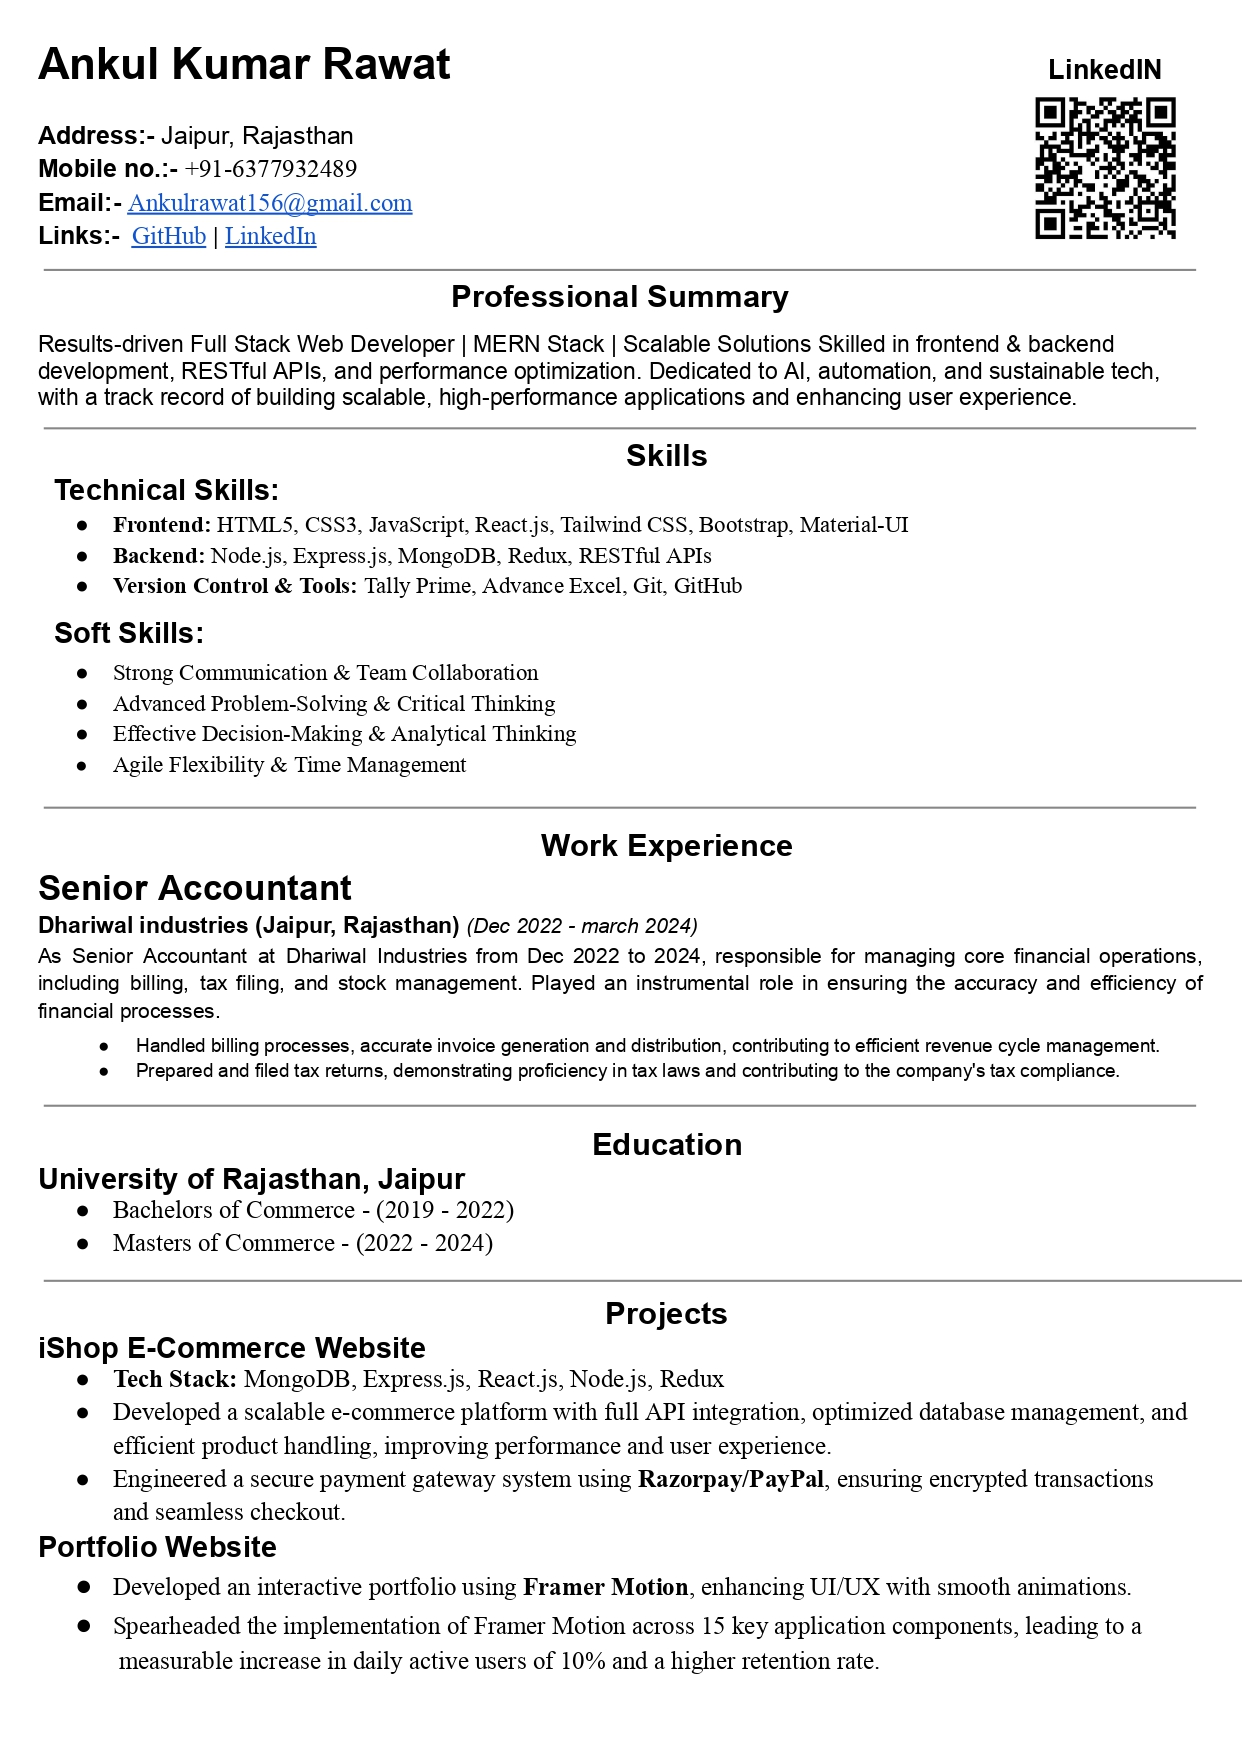 Ankul Kumar Rawat
LinkedIN
Address:- Jaipur, Rajasthan
Mobile no.:- +91-6377932489
Email:- Ankulrawat156@gmail.com
Links:- GitHub | LinkedIn
Professional Summary
Results-driven Full Stack Web Developer | MERN Stack | Scalable Solutions Skilled in frontend & backend
development, RESTful APIs, and performance optimization. Dedicated to AI, automation, and sustainable tech,
with a track record of building scalable, high-performance applications and enhancing user experience.
Skills
Technical Skills:
● Frontend: HTML5, CSS3, JavaScript, React.js, Tailwind CSS, Bootstrap, Material-UI
● Backend: Node.js, Express.js, MongoDB, Redux, RESTful APIs
● Version Control & Tools: Tally Prime, Advance Excel, Git, GitHub
Soft Skills:
● Strong Communication & Team Collaboration
● Advanced Problem-Solving & Critical Thinking
● Effective Decision-Making & Analytical Thinking
● Agile Flexibility & Time Management
Work Experience
Senior Accountant
Dhariwal industries (Jaipur, Rajasthan) (Dec 2022 - march 2024)
As Senior Accountant at Dhariwal Industries from Dec 2022 to 2024, responsible for managing core financial operations,
including billing, tax filing, and stock management. Played an instrumental role in ensuring the accuracy and efficiency of
financial processes.
● Handled billing processes, accurate invoice generation and distribution, contributing to efficient revenue cycle management.
● Prepared and filed tax returns, demonstrating proficiency in tax laws and contributing to the company's tax compliance.
Education
University of Rajasthan, Jaipur
● Bachelors of Commerce - (2019 - 2022)
● Masters of Commerce - (2022 - 2024)
Projects
iShop E-Commerce Website
● Tech Stack: MongoDB, Express.js, React.js, Node.js, Redux
● Developed a scalable e-commerce platform with full API integration, optimized database management, and
efficient product handling, improving performance and user experience.
● Engineered a secure payment gateway system using Razorpay/PayPal, ensuring encrypted transactions
and seamless checkout.
Portfolio Website
● Developed an interactive portfolio using Framer Motion, enhancing UI/UX with smooth animations.
● Spearheaded the implementation of Framer Motion across 15 key application components, leading to a
measurable increase in daily active users of 10% and a higher retention rate.